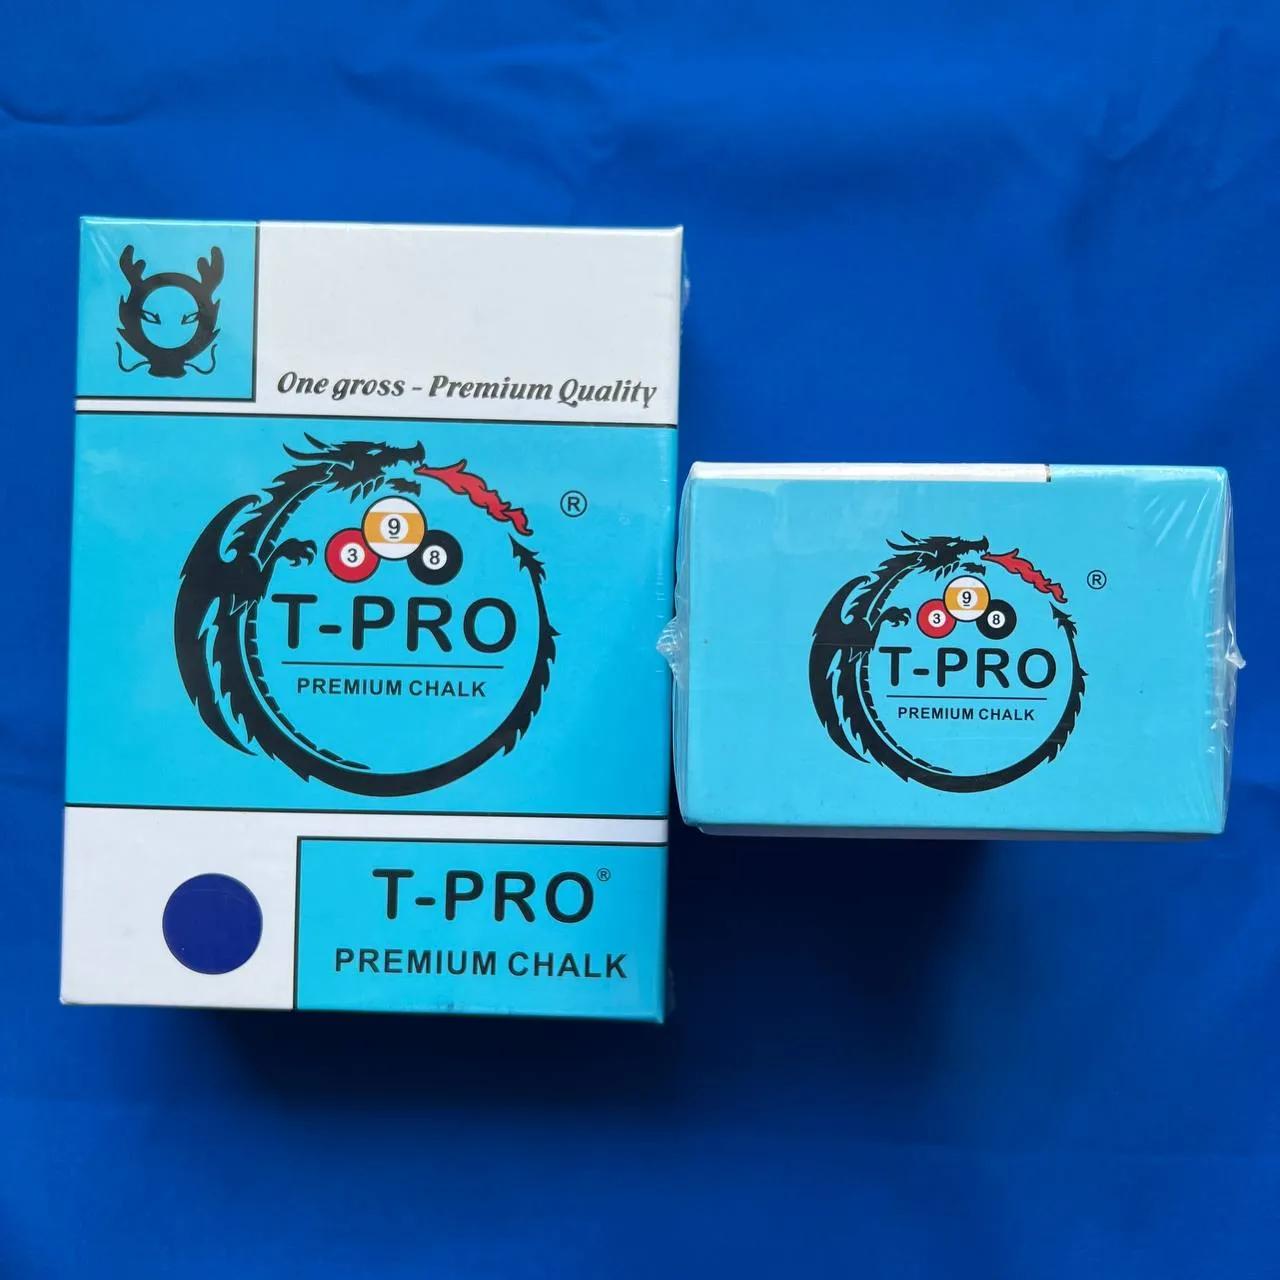 One gross - Premium Quality
®
9
3 8
T-PRO
PREMIUM CHALK
T-PRO®
PREMIUM CHALK
®
9
3 8
T-PRO
PREMIUM CHALK